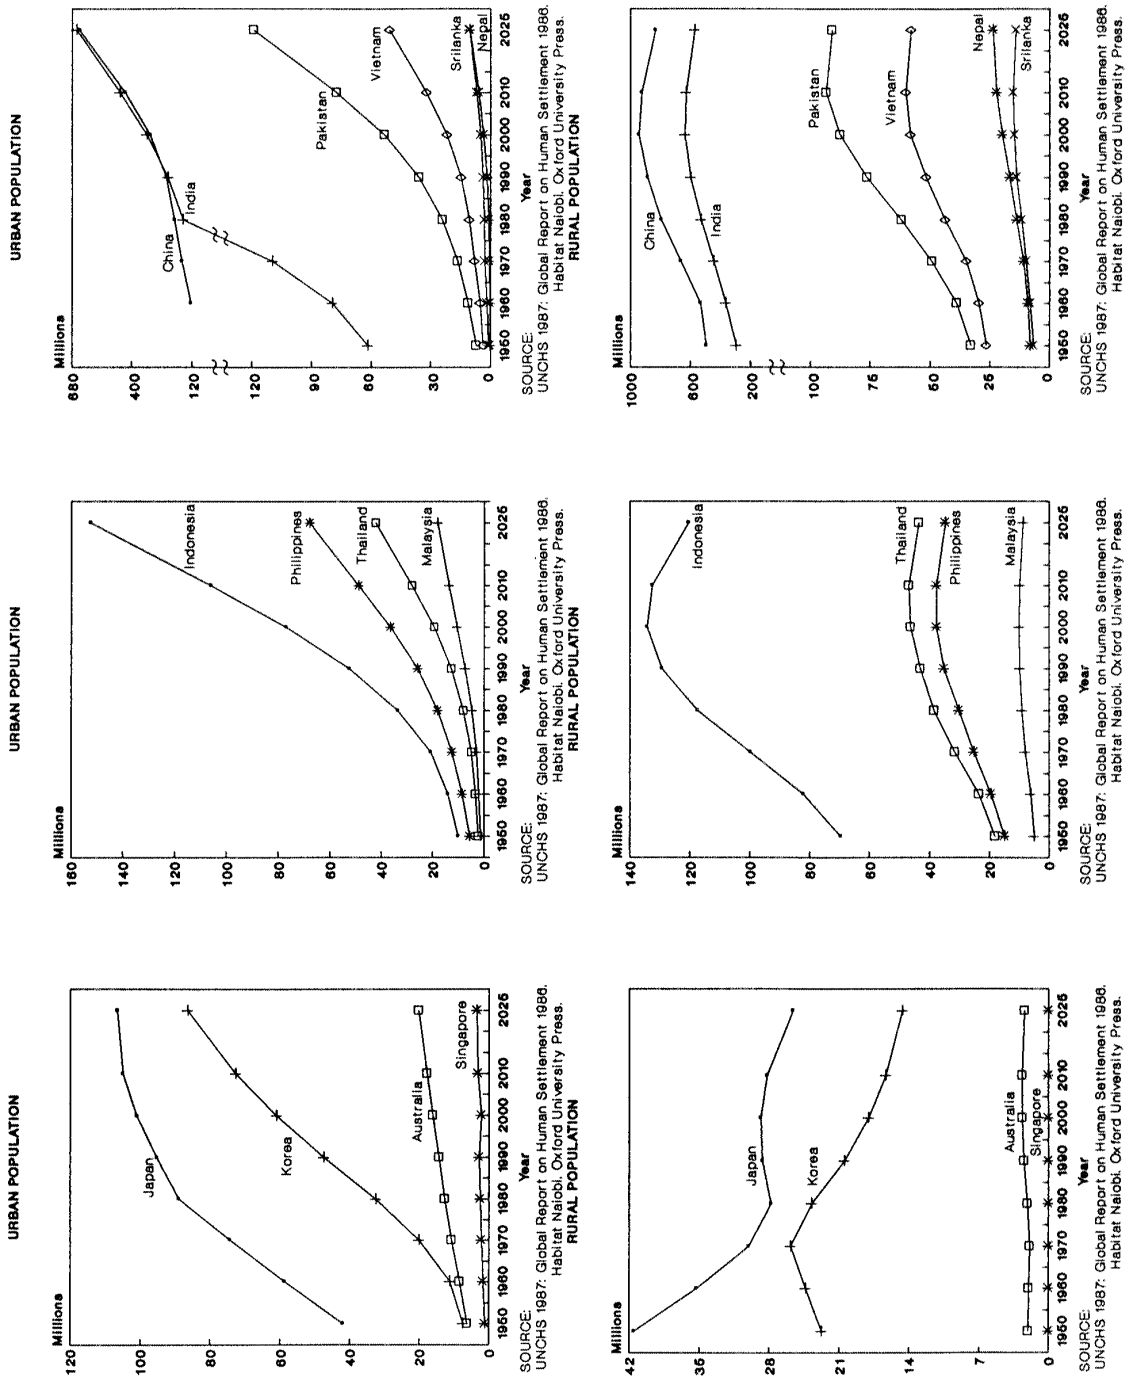 URBAN POPULATION
Millions
120
100
80
60
40
20
0
Japan
Korea
Australia
Singapore
1950 1960 1970 1980 1990 2000 2010 2025
Year
SOURCE:
UNCHS 1987: Global Report on Human Settlement 1986.
Habitat Naiobi. Oxford University Press.
URBAN POPULATION
Millions
160
140
120
100
80
60
40
20
0
Indonesia
Philippines
Thailand
Malaysia
1950 1960 1970 1980 1990 2000 2010 2025
Year
SOURCE:
UNCHS 1987: Global Report on Human Settlement 1986.
Habitat Naiobi. Oxford University Press.
URBAN POPULATION
Millions
680
400
120
120
90
60
30
0
China
India
Pakistan
Vietnam
Srilanka
Nepal
1950 1960 1970 1980 1990 2000 2010 2025
Year
SOURCE:
UNCHS 1987: Global Report on Human Settlement 1986.
Habitat Naiobi. Oxford University Press.
RURAL POPULATION
Millions
42
36
28
21
14
7
0
Japan
Korea
Australia
Singapore
1950 1960 1970 1980 1990 2000 2010 2025
Year
SOURCE:
UNCHS 1987: Global Report on Human Settlement 1986.
Habitat Naiobi. Oxford University Press.
RURAL POPULATION
Millions
140
120
100
80
60
40
20
0
Indonesia
Thailand
Philippines
Malaysia
1950 1960 1970 1980 1990 2000 2010 2025
Year
SOURCE:
UNCHS 1987: Global Report on Human Settlement 1986.
Habitat Naiobi. Oxford University Press.
RURAL POPULATION
Millions
1000
600
200
100
75
50
25
0
China
India
Pakistan
Vietnam
Nepal
Srilanka
1950 1960 1970 1980 1990 2000 2010 2025
Year
SOURCE:
UNCHS 1987: Global Report on Human Settlement 1986.
Habitat Naiobi. Oxford University Press.